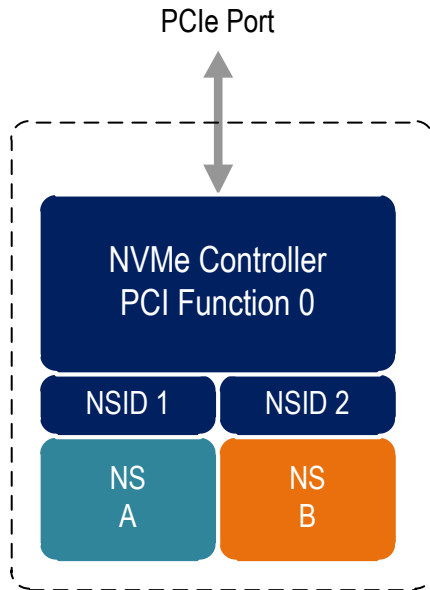 PCIe Port
NVMe Controller
PCI Function 0
NSID 1
NSID 2
NS
A
NS
B